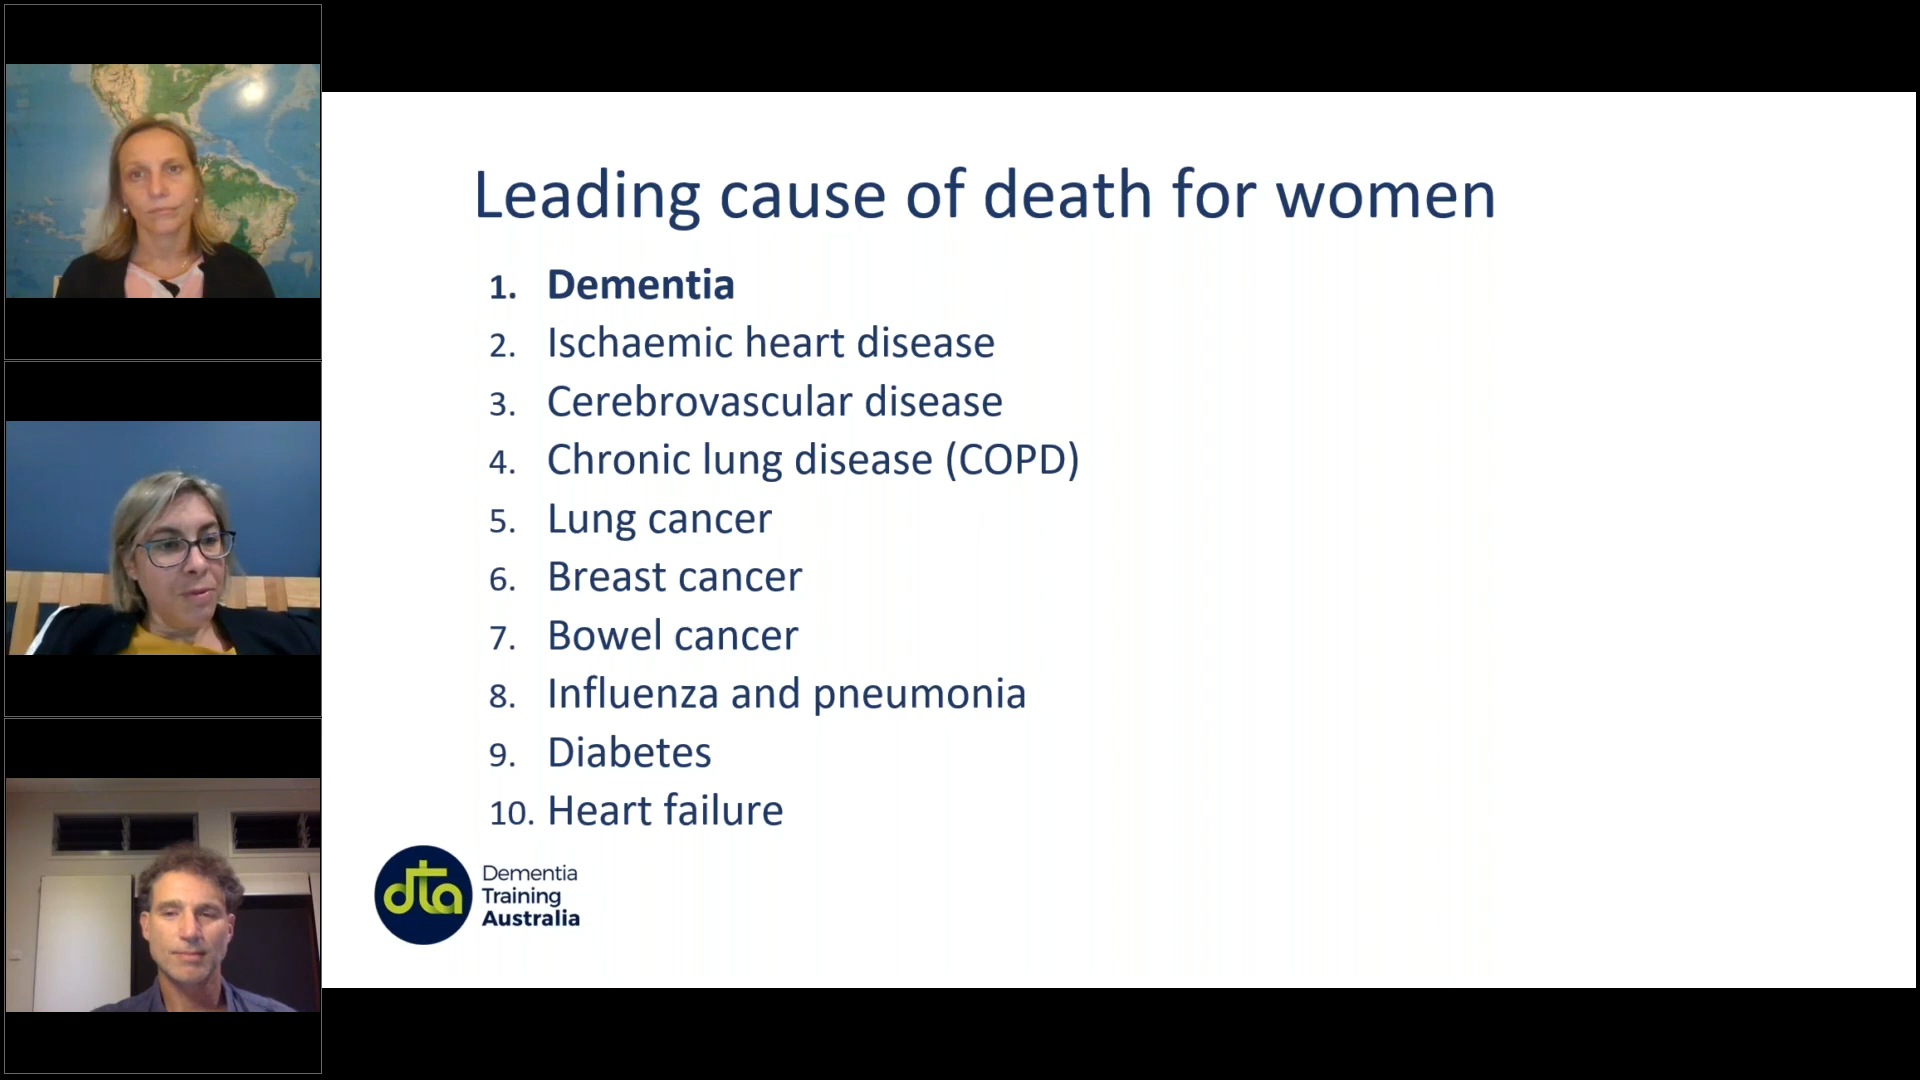 Leading cause of death for women
1. Dementia
2. Ischaemic heart disease
3. Cerebrovascular disease
4. Chronic lung disease (COPD)
5. Lung cancer
6. Breast cancer
7. Bowel cancer
8. Influenza and pneumonia
9. Diabetes
10. Heart failure
dta
Dementia
Training
Australia